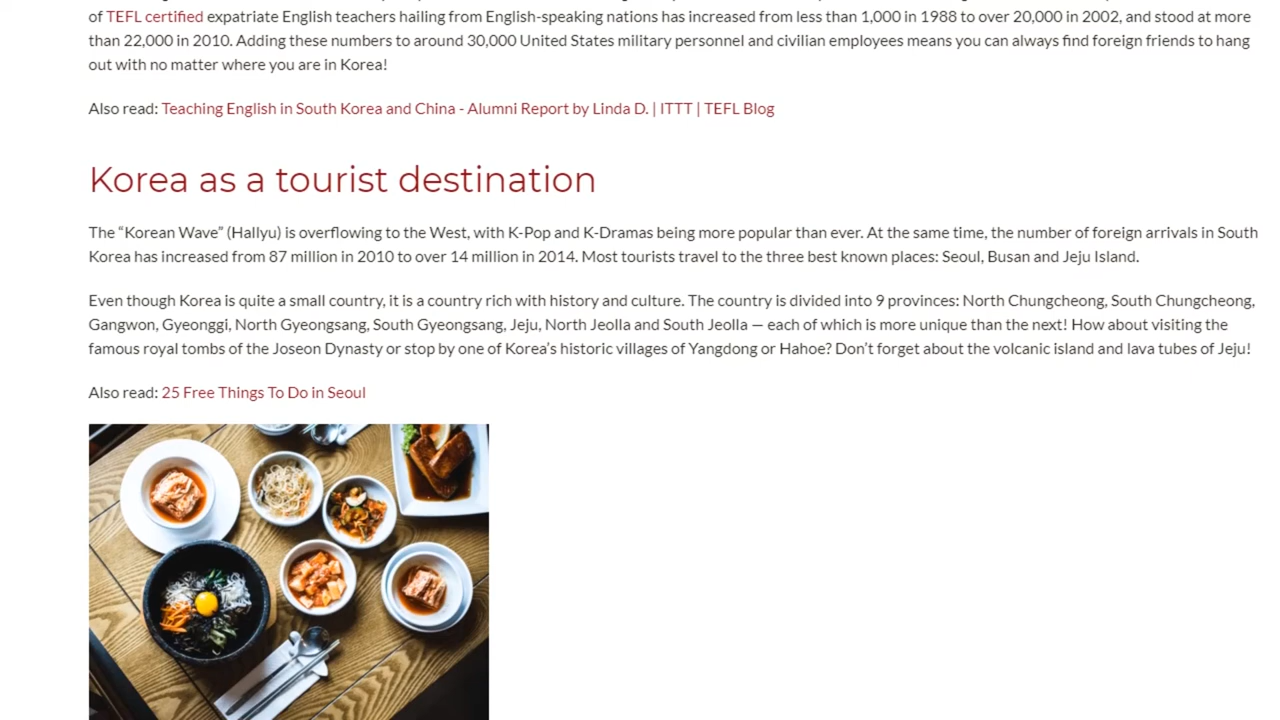 of TEFL certified expatriate English teachers hailing from English-speaking nations has increased from less than 1,000 in 1988 to over 20,000 in 2002, and stood at more
than 22,000 in 2010. Adding these numbers to around 30,000 United States military personnel and civilian employees means you can always find foreign friends to hang
out with no matter where you are in Korea!
Also read: Teaching English in South Korea and China - Alumni Report by Linda D. | ITTT | TEFL Blog
Korea as a tourist destination
The “Korean Wave” (Hallyu) is overflowing to the West, with K-Pop and K-Dramas being more popular than ever. At the same time, the number of foreign arrivals in South
Korea has increased from 87 million in 2010 to over 14 million in 2014. Most tourists travel to the three best known places: Seoul, Busan and Jeju Island.
Even though Korea is quite a small country, it is a country rich with history and culture. The country is divided into 9 provinces: North Chungcheong, South Chungcheong,
Gangwon, Gyeonggi, North Gyeongsang, South Gyeongsang, Jeju, North Jeolla and South Jeolla — each of which is more unique than the next! How about visiting the
famous royal tombs of the Joseon Dynasty or stop by one of Korea’s historic villages of Yangdong or Hahoe? Don’t forget about the volcanic island and lava tubes of Jeju!
Also read: 25 Free Things To Do in Seoul